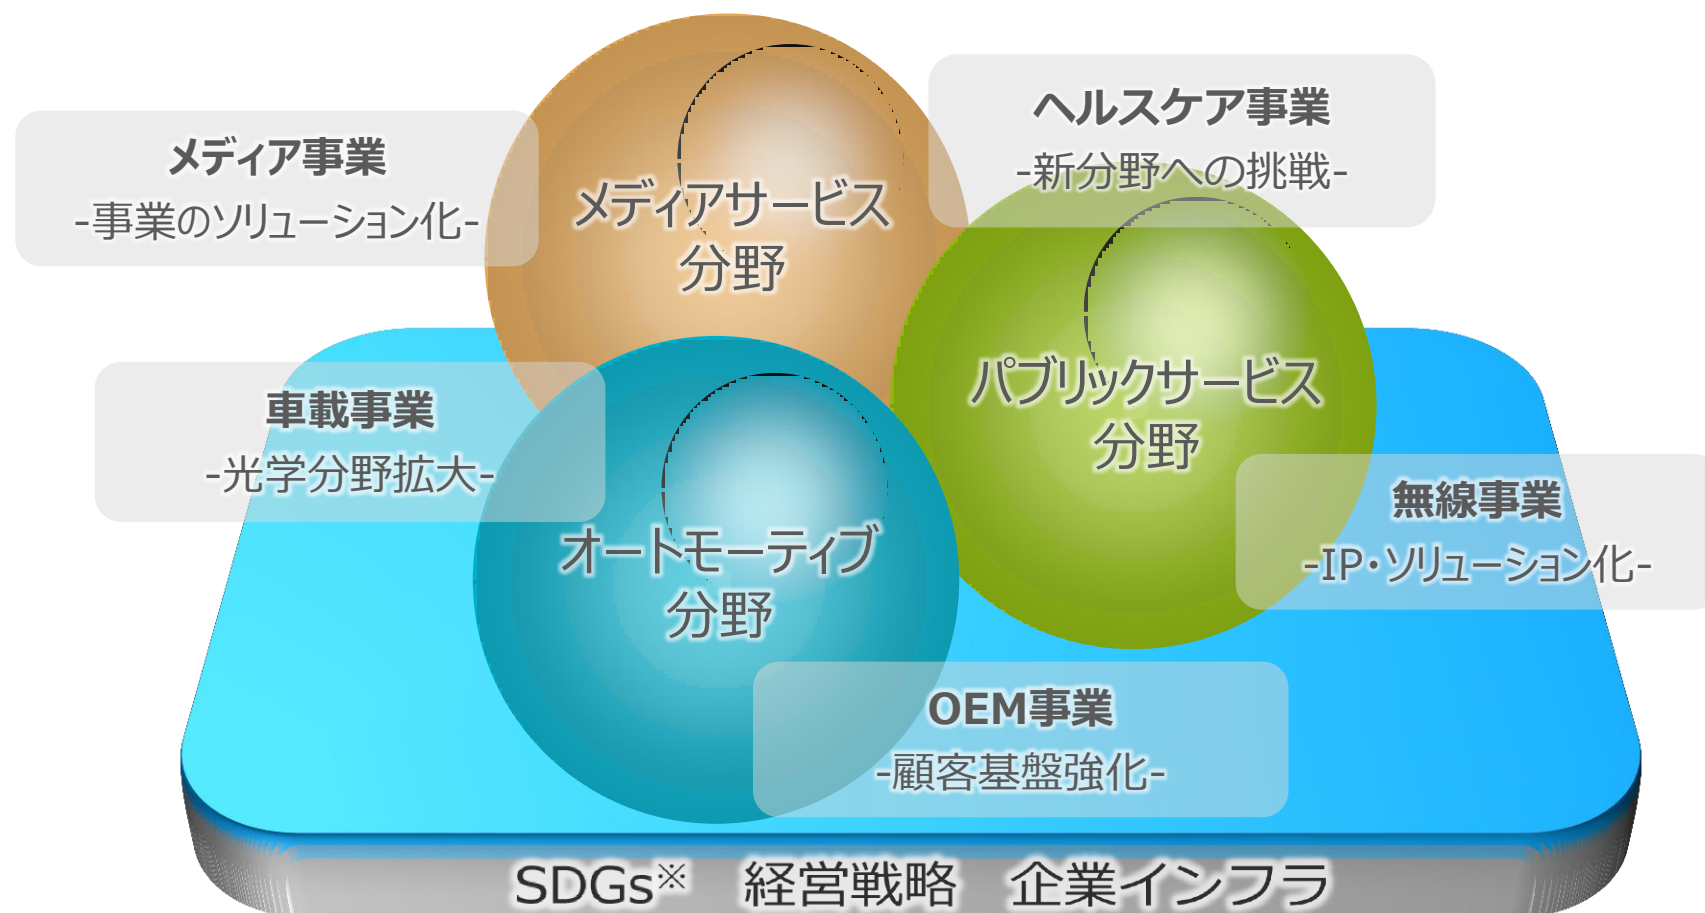 ヘルスケア事業
-新分野への挑戦-
メディア事業
-事業のソリューション化-
メディアサービス
分野
車載事業
-光学分野拡大-
パブリックサービス
分野
無線事業
-IP・ソリューション化-
オートモーティブ
分野
OEM事業
-顧客基盤強化-
SDGs※　経営戦略　企業インフラ